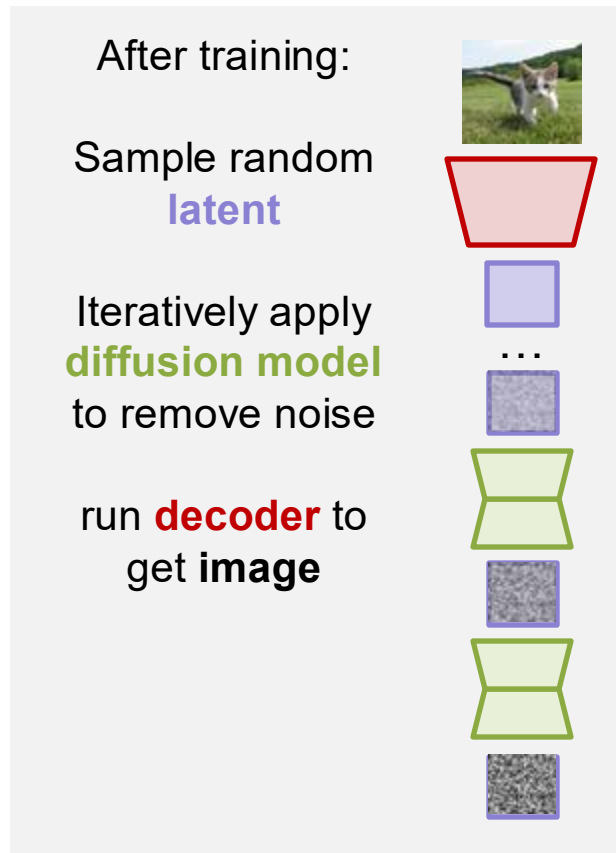 After training:
Sample random
latent
Iteratively apply
diffusion model
to remove noise
run decoder to
get image
...